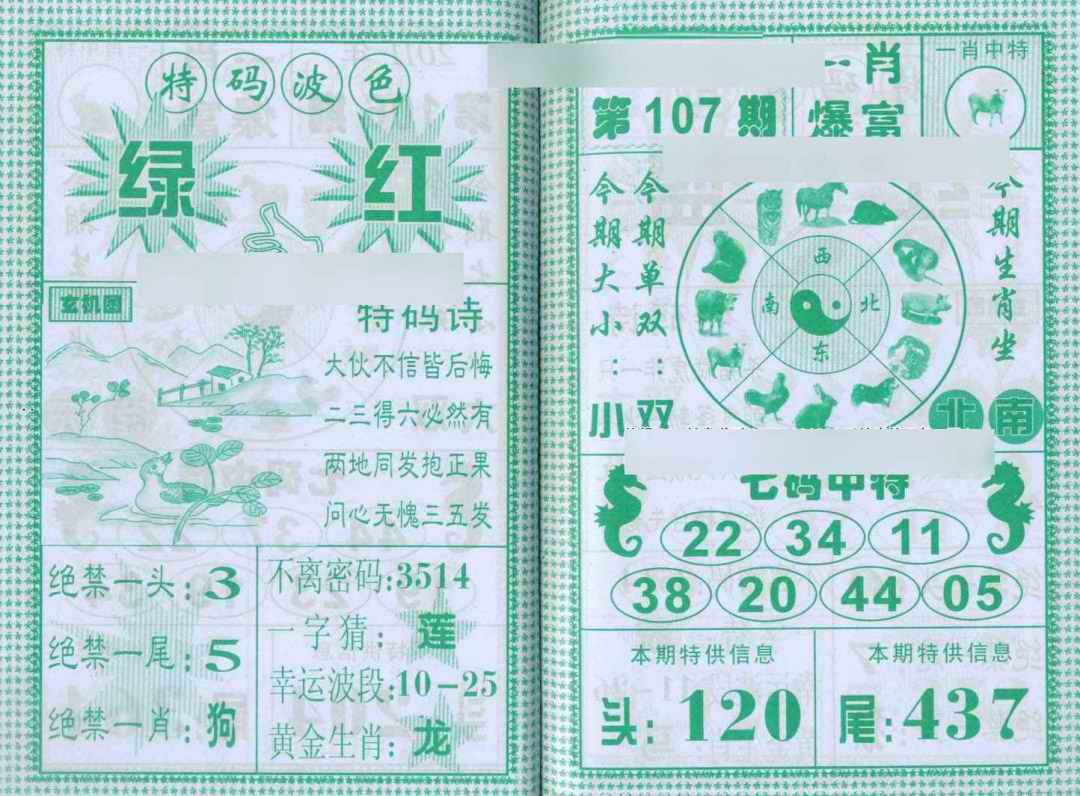 特码波色
绿 红
玄机图
特码诗
大伙不信皆后悔
二三得六必然有
两地同发抱正果
问心无愧三五发
绝禁一头:3
绝禁一尾:5
绝禁一肖:狗
不离密码:3514
一字猜:莲
幸运波段:10-25
黄金生肖:龙
第107期
一肖
爆富
一肖中特
今期大小:小
今期单双:双
西
南 北
东
今期生肖坐
北南
七码中特
22 34 11
38 20 44 05
本期特供信息
头:120
本期特供信息
尾:437